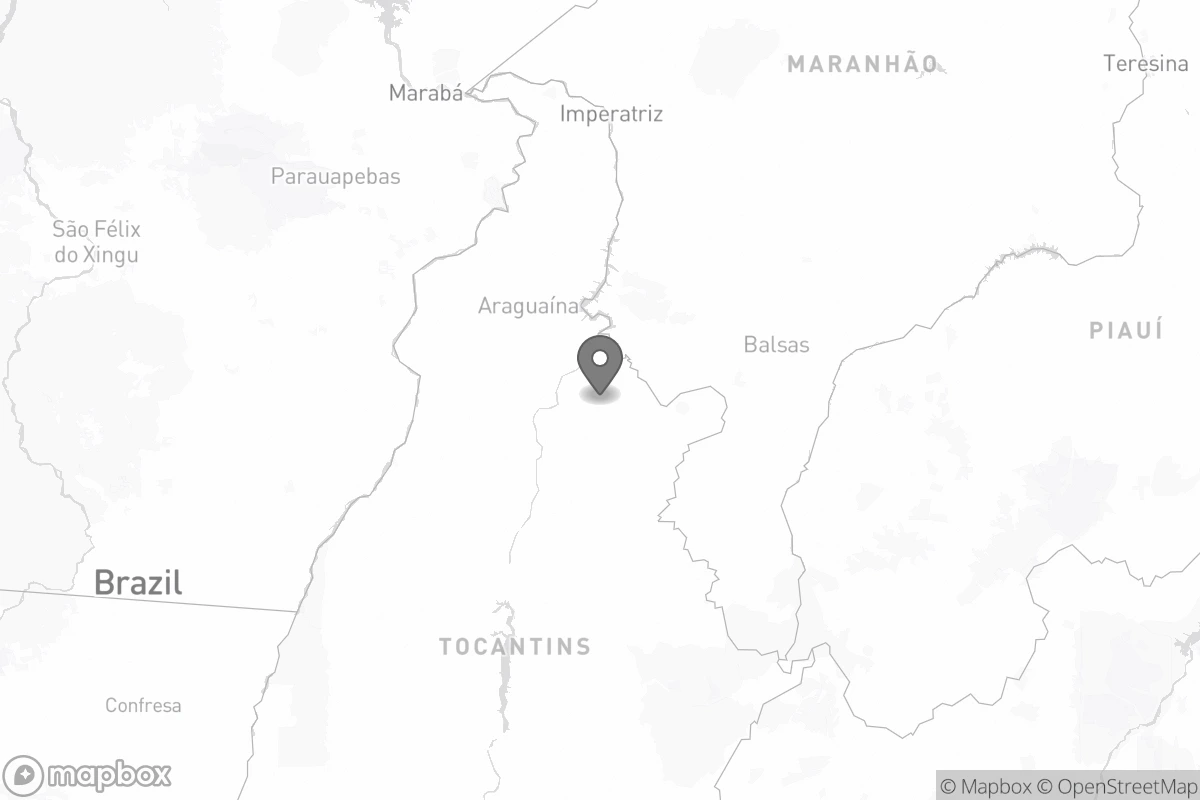 MARANHÃO
Teresina
Marabá
Imperatriz
Parauapebas
São Félix
do Xingu
Araguaína
PIAUÍ
Balsas
Brazil
TOCANTINS
Confresa
mapbox
© Mapbox © OpenStreetMap